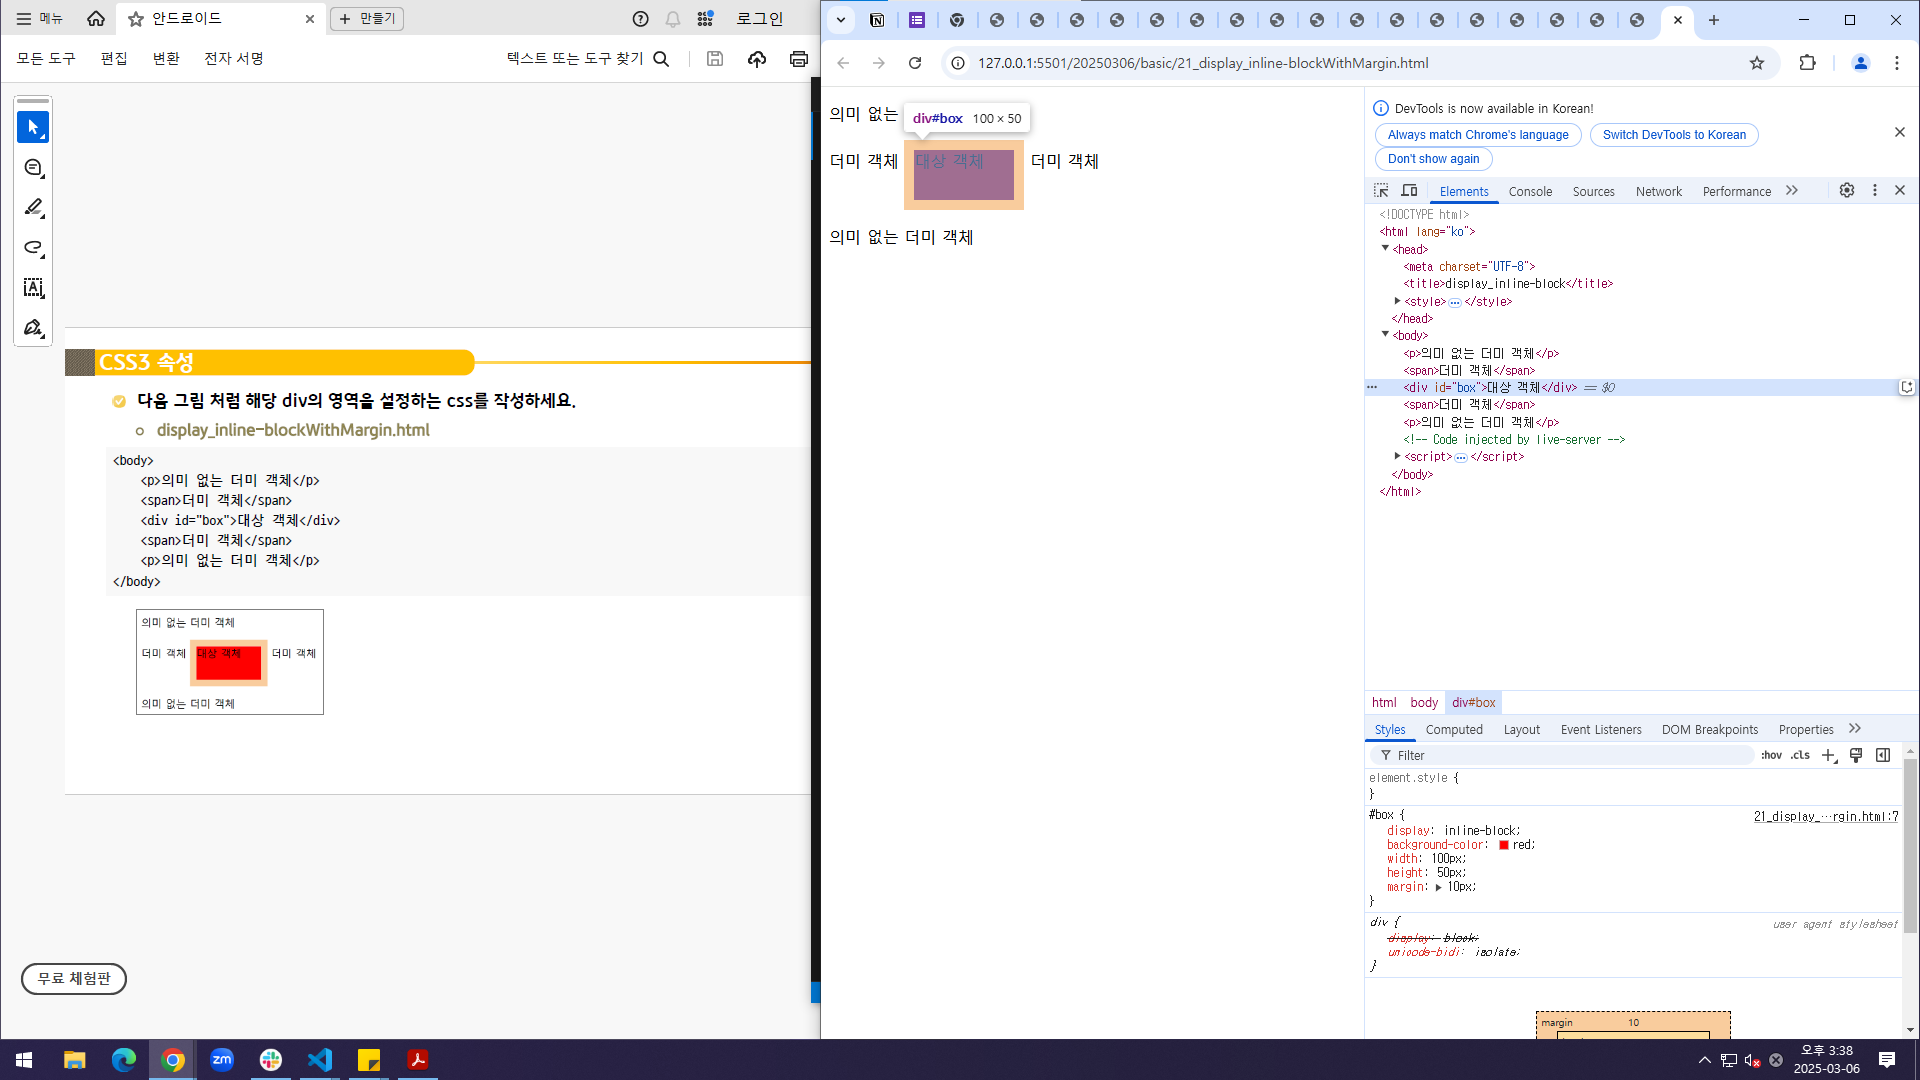 메뉴
안드로이드
만들기
로그인
모든 도구
편집
변환
전자 서명
텍스트 또는 도구 찾기
CSS3 속성
다음 그림 처럼 해당 div의 영역을 설정하는 css를 작성하세요.
display_inline-blockWithMargin.html
<body>
<p>의미 없는 더미 객체</p>
<span>더미 객체</span>
<div id="box">대상 객체</div>
<span>더미 객체</span>
<p>의미 없는 더미 객체</p>
</body>
의미 없는 더미 객체
더미 객체 대상 객체 더미 객체
의미 없는 더미 객체
무료 체험판
127.0.0.1:5501/20250306/basic/21_display_inline-blockWithMargin.html
의미 없는
div#box 100 × 50
더미 객체 대상 객체 더미 객체
의미 없는 더미 객체
DevTools is now available in Korean!
Always match Chrome's language
Switch DevTools to Korean
Don't show again
Elements Console Sources Network Performance
<!DOCTYPE html>
<html lang="ko">
<head>
<meta charset="UTF-8">
<title>display_inline-block</title>
<style>…</style>
</head>
<body>
<p>의미 없는 더미 객체</p>
<span>더미 객체</span>
<div id="box">대상 객체</div> == $0
<span>더미 객체</span>
<p>의미 없는 더미 객체</p>
<!-- Code injected by live-server -->
<script>…</script>
</body>
</html>
html body div#box
Styles Computed Layout Event Listeners DOM Breakpoints Properties
Filter
:hov .cls
element.style {
}
#box { 21_display_…rgin.html:7
display: inline-block;
background-color: red;
width: 100px;
height: 50px;
margin: 10px;
}
div { user agent stylesheet
display: block;
unicode-bidi: isolate;
}
margin 10
zm
오후 3:38
2025-03-06